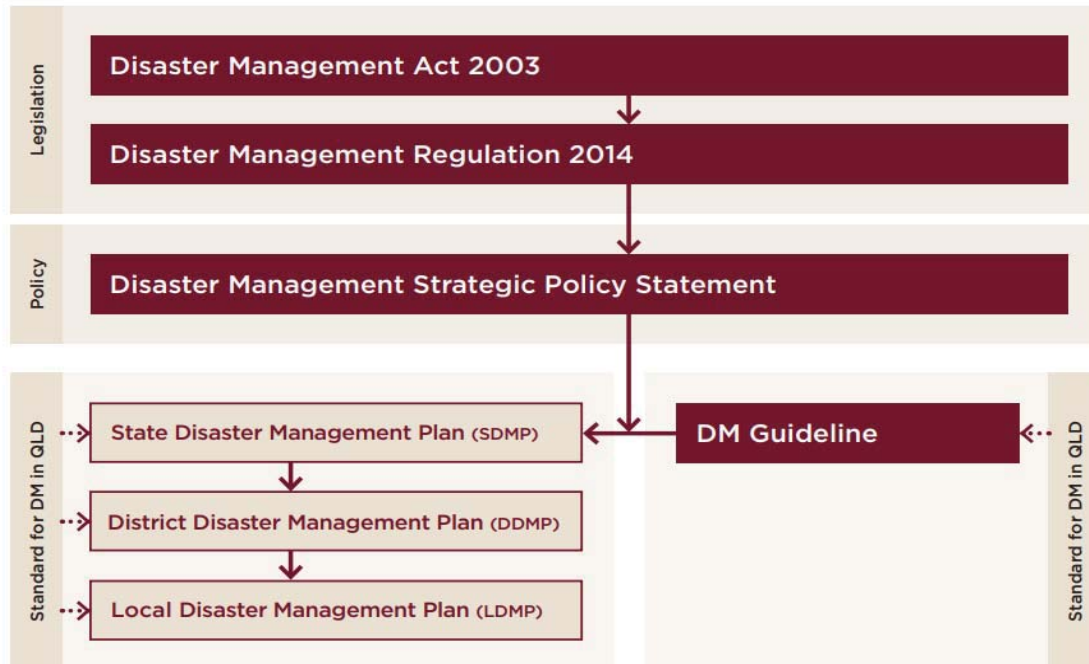 Legislation
Disaster Management Act 2003
Disaster Management Regulation 2014
Policy
Disaster Management Strategic Policy Statement
Standard for DM in QLD
State Disaster Management Plan (SDMP)
District Disaster Management Plan (DDMP)
Local Disaster Management Plan (LDMP)
DM Guideline
Standard for DM in QLD